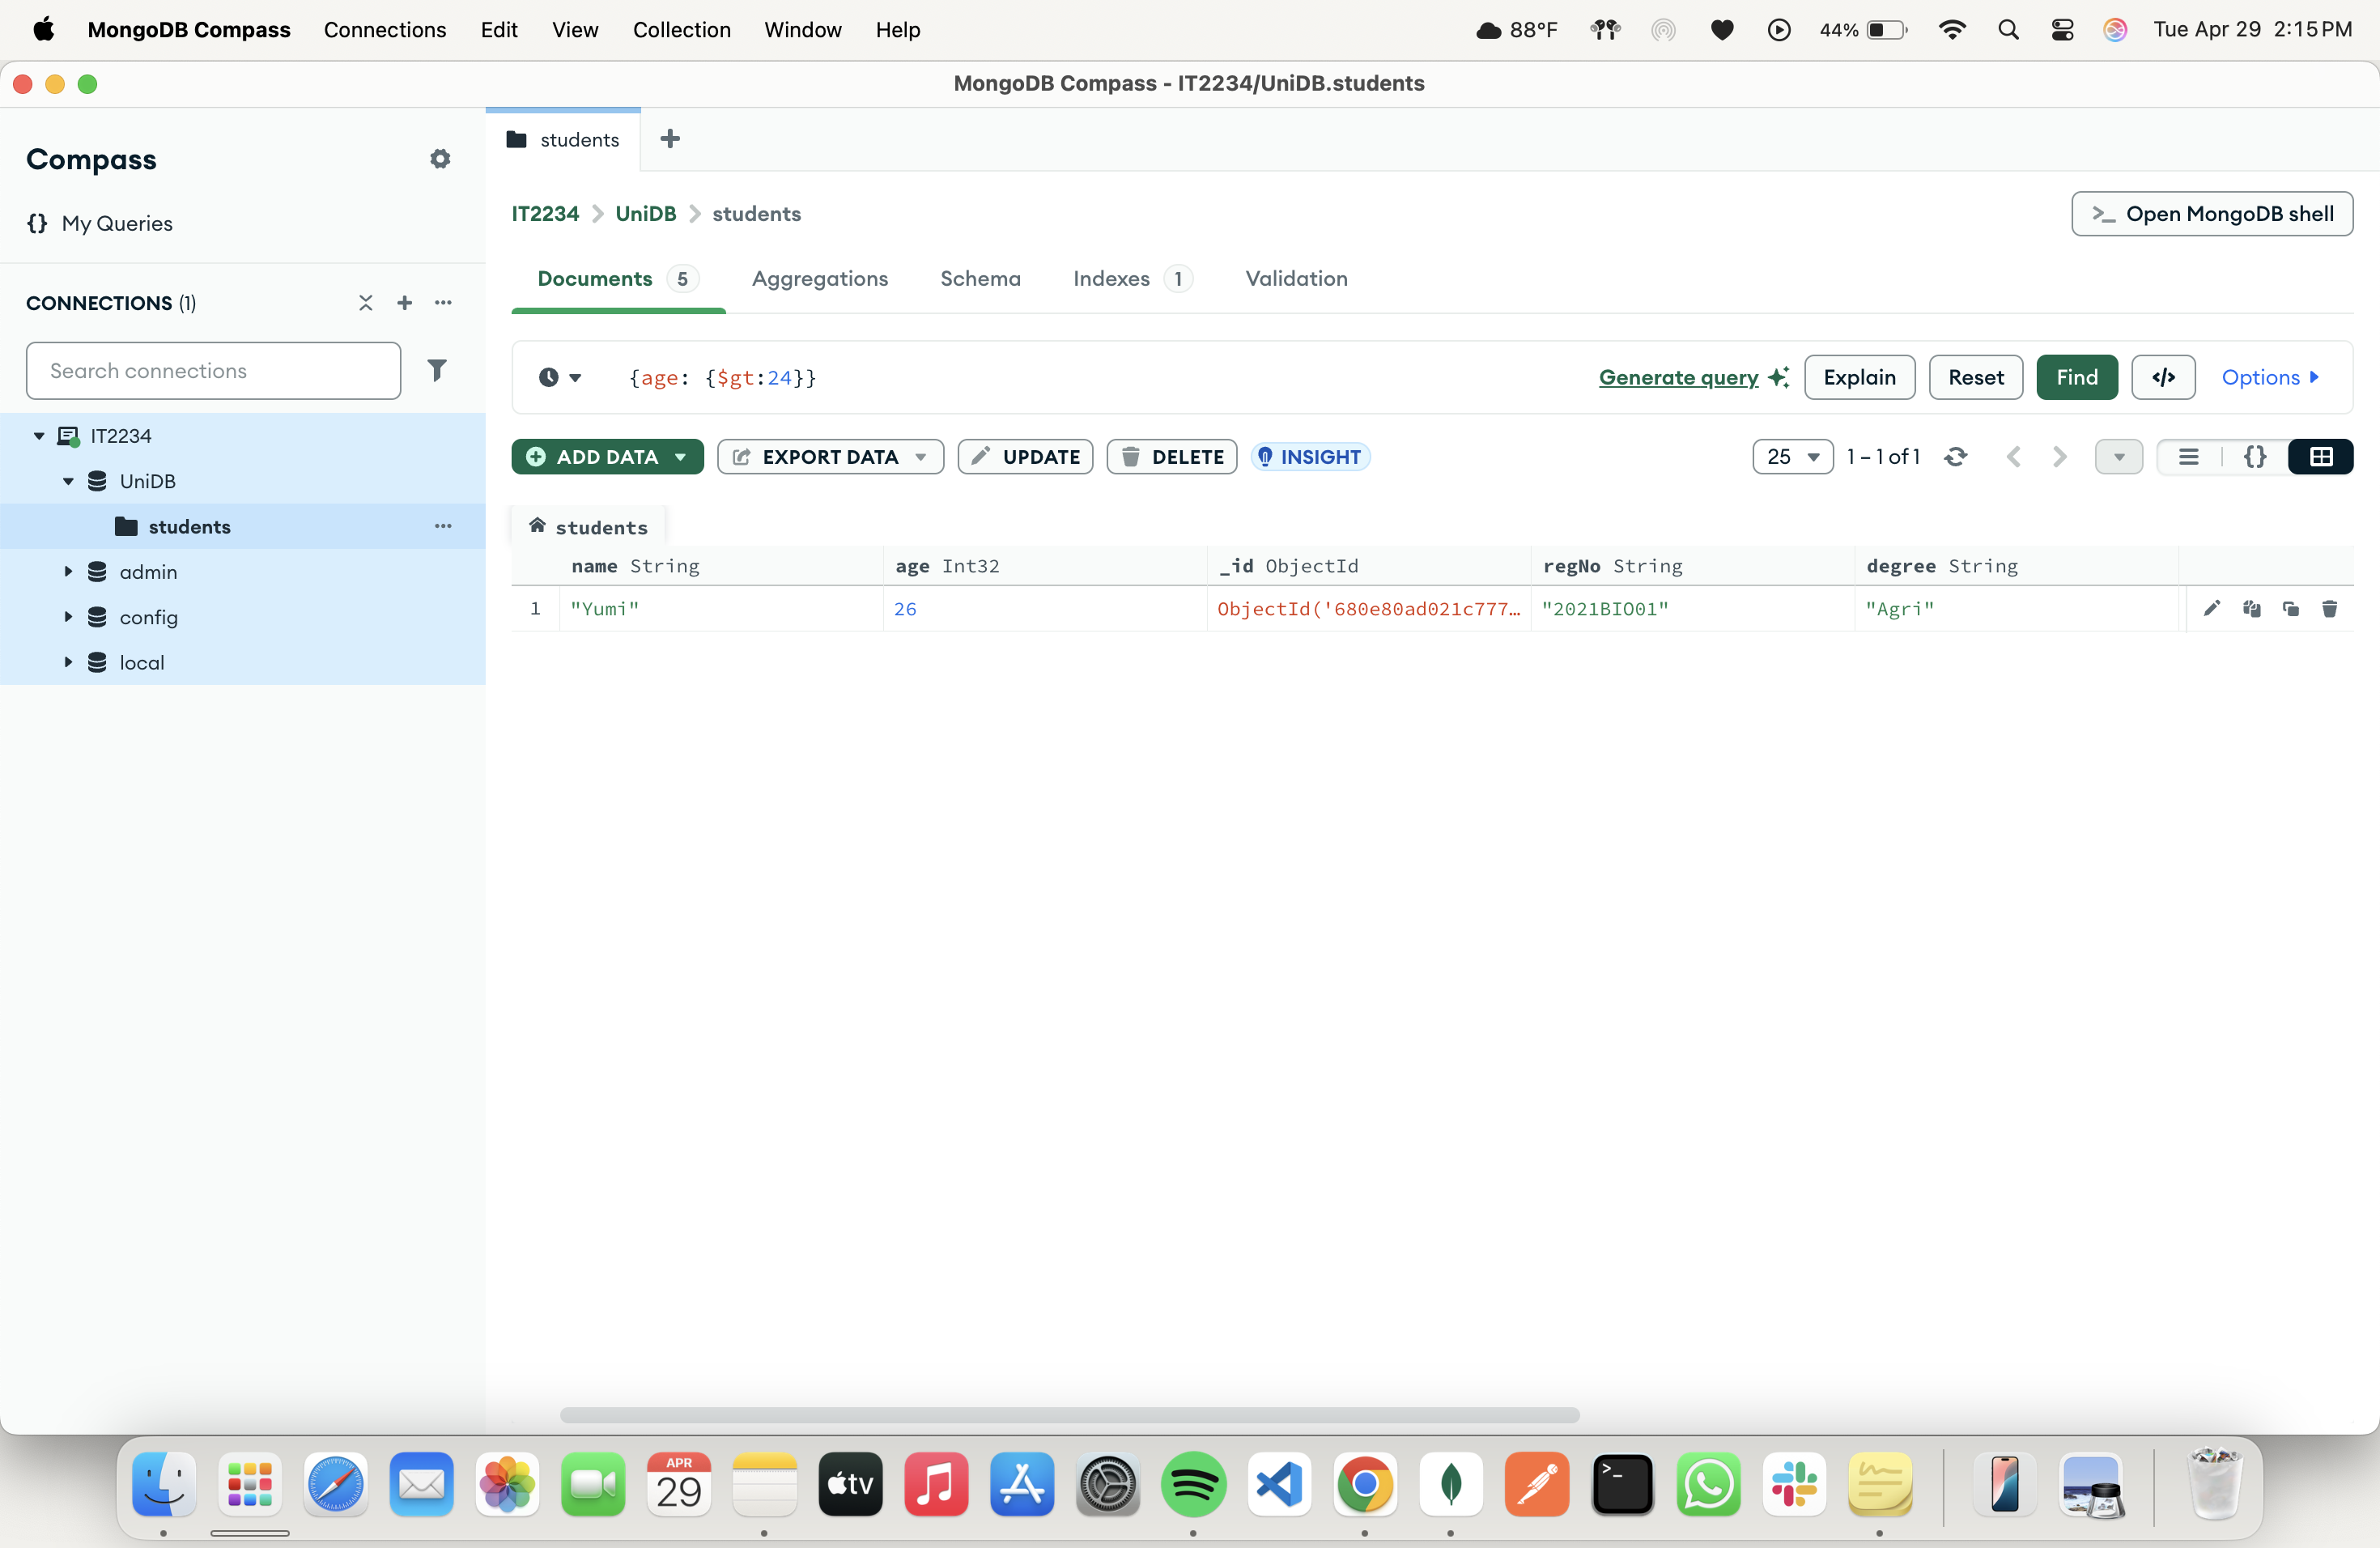 MongoDB Compass Connections Edit View Collection Window Help 88°F 44% Tue Apr 29 2:15 PM
MongoDB Compass - IT2234/UniDB.students
Compass
{} My Queries
CONNECTIONS (1)
Search connections
IT2234
UniDB
students
admin
config
local
students
IT2234 > UniDB > students
>_ Open MongoDB shell
Documents 5 Aggregations Schema Indexes 1 Validation
{age: {$gt:24}}
Generate query Explain Reset Find </> Options
ADD DATA EXPORT DATA UPDATE DELETE INSIGHT 25 1 – 1 of 1 {}
students
name String age Int32 _id ObjectId regNo String degree String
1 "Yumi" 26 ObjectId('680e80ad021c777… "2021BIO01" "Agri"
APR
29
tv
>_